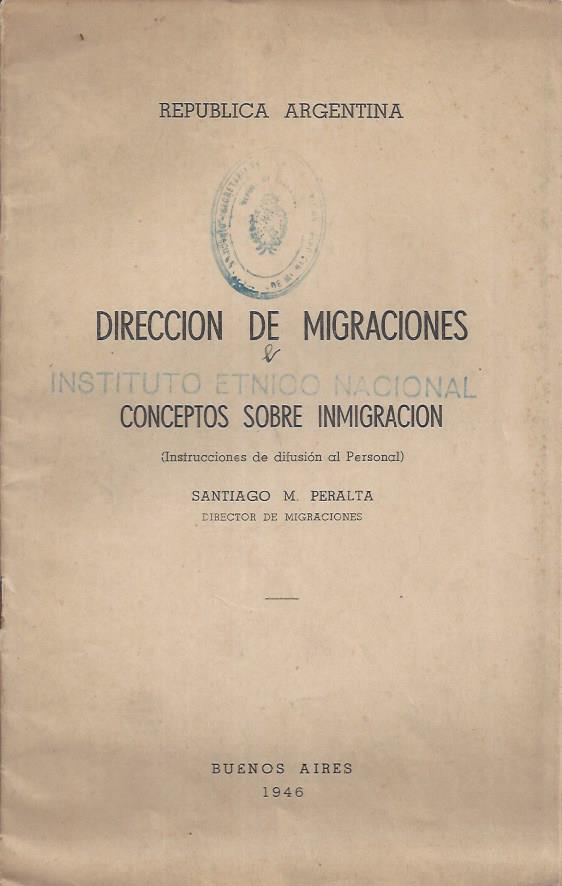 REPUBLICA ARGENTINA
DIRECCION DE MIGRACIONES
e
INSTITUTO ETNICO NACIONAL
CONCEPTOS SOBRE INMIGRACION
(Instrucciones de difusión al Personal)
SANTIAGO M. PERALTA
DIRECTOR DE MIGRACIONES
BUENOS AIRES
1946